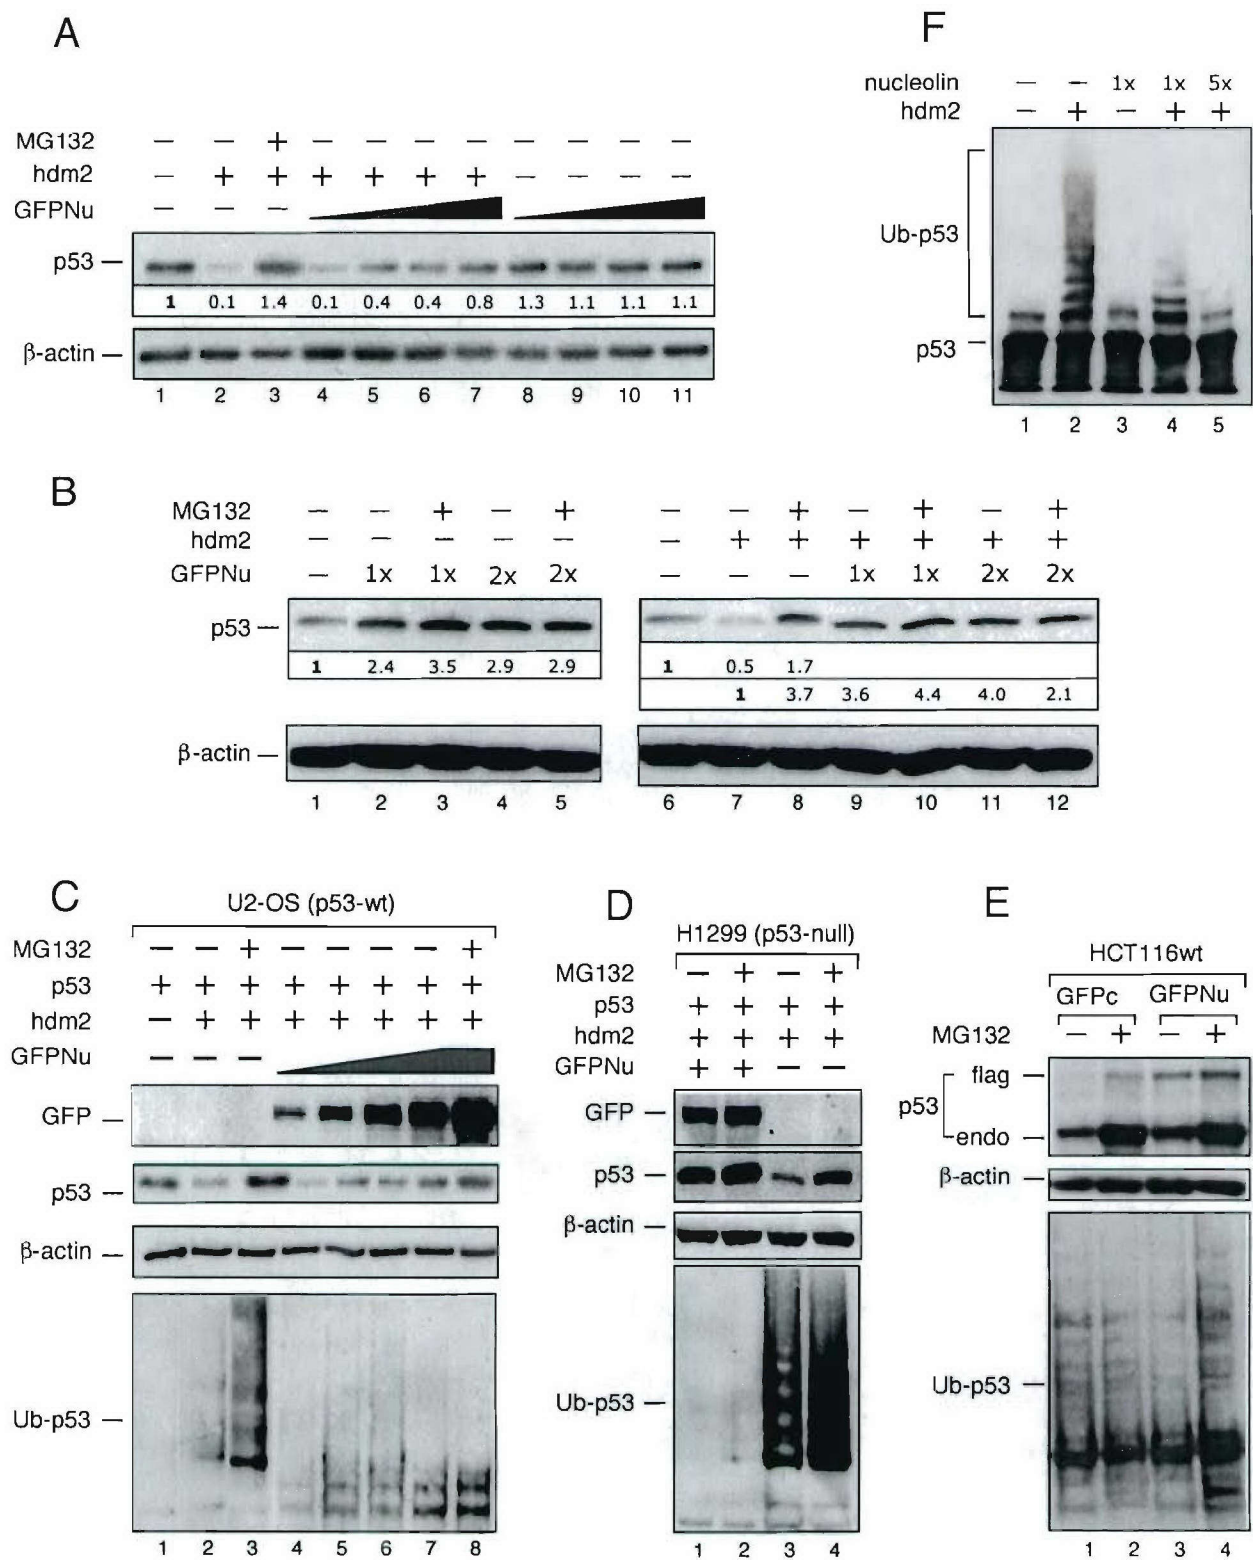 A
MG132 — — + — — — — — — — —
hdm2 — + + + + + + — — — —
GFPNu — — —
p53 —
1 0.1 1.4 0.1 0.4 0.4 0.8 1.3 1.1 1.1 1.1
β-actin —
1 2 3 4 5 6 7 8 9 10 11
F
nucleolin — — 1x 1x 5x
hdm2 — + — + +
Ub-p53
p53 —
1 2 3 4 5
B
MG132 — — + — + — — + — + — +
hdm2 — — — — — — + + + + + +
GFPNu — 1x 1x 2x 2x — — — 1x 1x 2x 2x
p53 —
1 2.4 3.5 2.9 2.9 1 0.5 1.7
1 3.7 3.6 4.4 4.0 2.1
β-actin —
1 2 3 4 5 6 7 8 9 10 11 12
C
U2-OS (p53-wt)
MG132 — — + — — — — +
p53 + + + + + + + +
hdm2 — + + + + + + +
GFPNu — — —
GFP —
p53 —
β-actin —
Ub-p53 —
1 2 3 4 5 6 7 8
D
H1299 (p53-null)
MG132 — + — +
p53 + + + +
hdm2 + + + +
GFPNu + + — —
GFP —
p53 —
β-actin —
Ub-p53 —
1 2 3 4
E
HCT116wt
GFPc GFPNu
MG132 — + — +
flag —
p53
endo —
β-actin —
Ub-p53 —
1 2 3 4